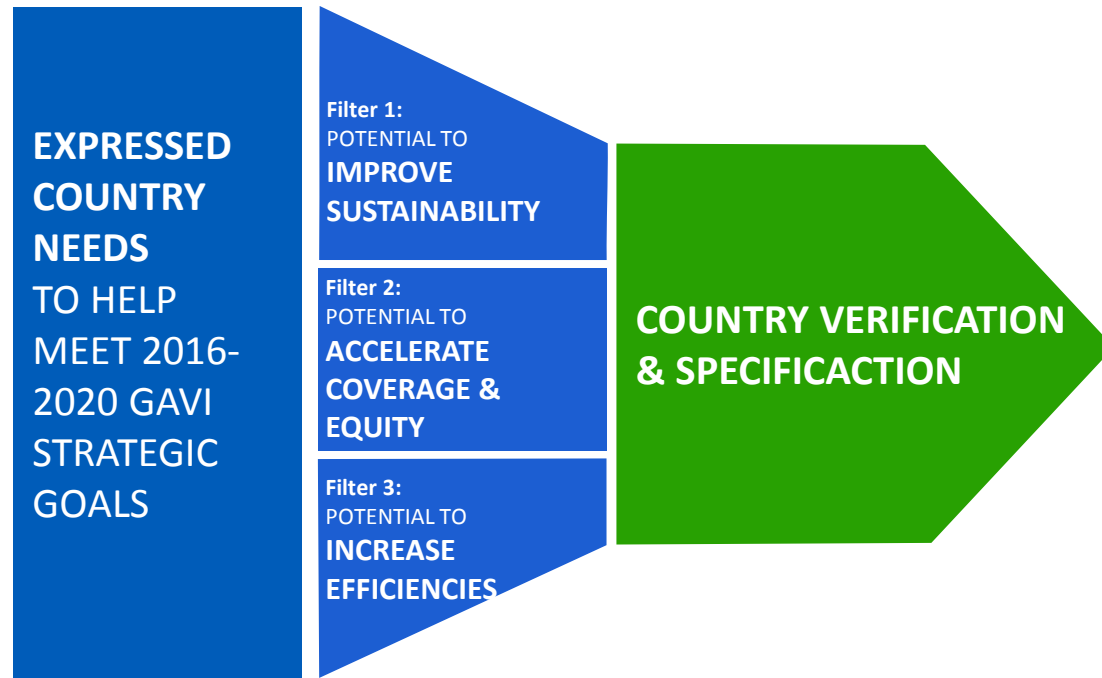 EXPRESSED
COUNTRY
NEEDS
TO HELP
MEET 2016-
2020 GAVI
STRATEGIC
GOALS
Filter 1:
POTENTIAL TO
IMPROVE
SUSTAINABILITY
Filter 2:
POTENTIAL TO
ACCELERATE
COVERAGE &
EQUITY
Filter 3:
POTENTIAL TO
INCREASE
EFFICIENCIES
COUNTRY VERIFICATION
& SPECIFICACTION